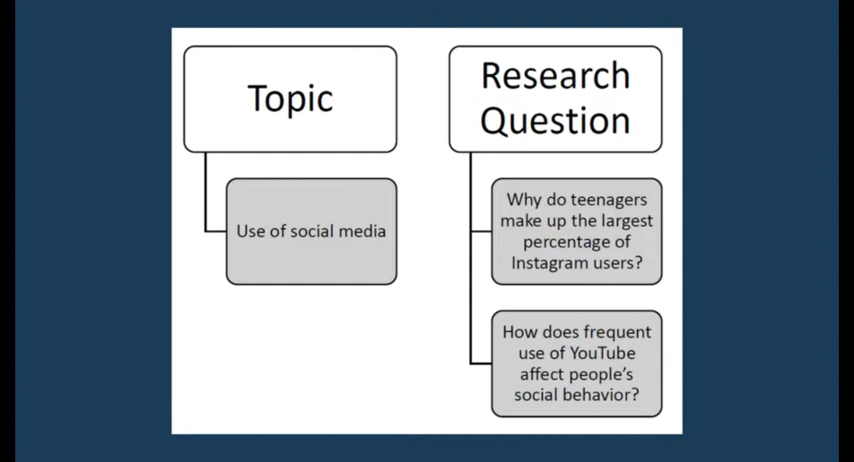 Topic
Use of social media
Research
Question
Why do teenagers
make up the largest
percentage of
Instagram users?
How does frequent
use of YouTube
affect people’s
social behavior?